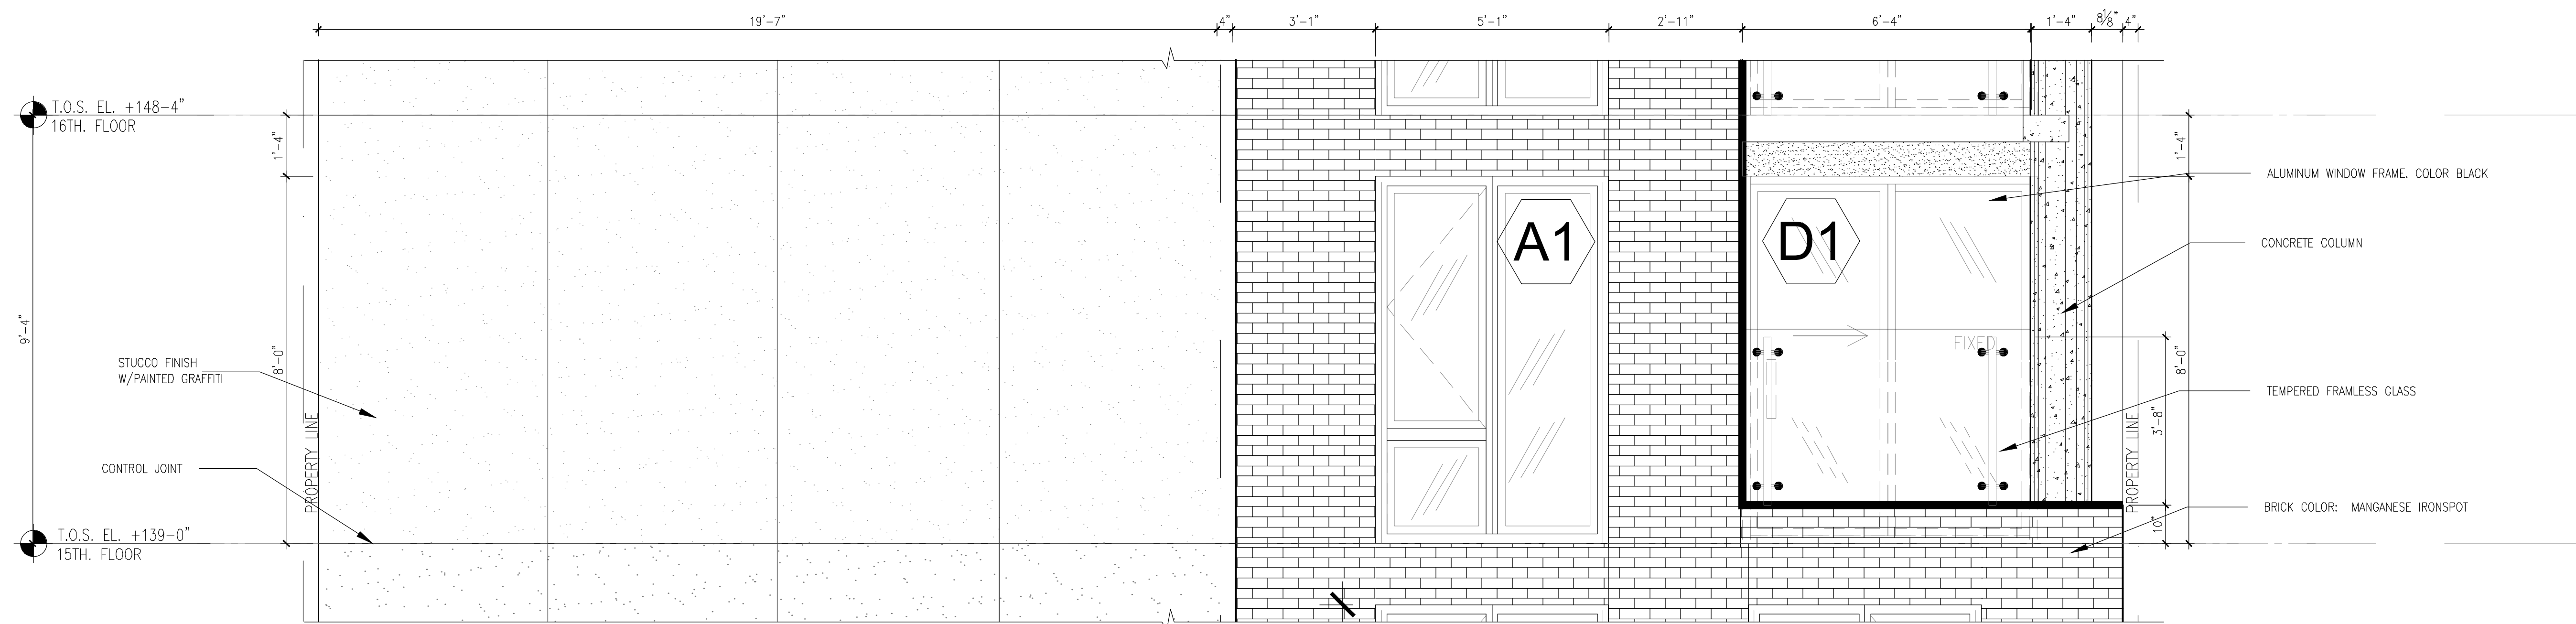 19'-7"
4"
3'-1"
5'-1"
2'-11"
6'-4"
1'-4"
8⅛"
4"
T.O.S. EL. +148-4"
16TH. FLOOR
1'-4"
1'-4"
ALUMINUM WINDOW FRAME. COLOR BLACK
A1
D1
CONCRETE COLUMN
9'-4"
8'-0"
FIXED
8'-0"
STUCCO FINISH
W/PAINTED GRAFFITI
TEMPERED FRAMLESS GLASS
3'-8"
PROPERTY LINE
PROPERTY LINE
CONTROL JOINT
BRICK COLOR: MANGANESE IRONSPOT
10"
T.O.S. EL. +139-0"
15TH. FLOOR